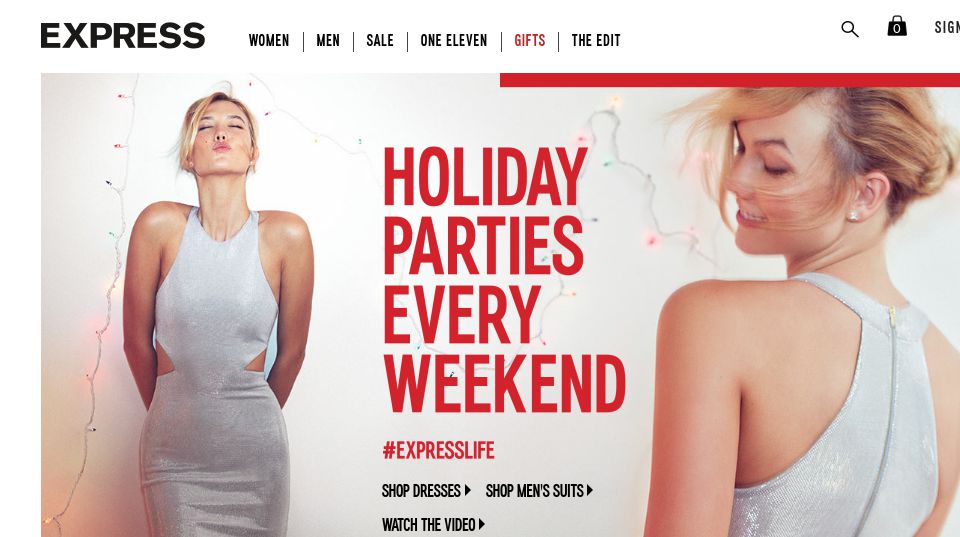 EXPRESS
WOMEN
MEN
SALE
ONE ELEVEN
GIFTS
THE EDIT
0
SIGN
HOLIDAY
PARTIES
EVERY
WEEKEND
#EXPRESSLIFE
SHOP DRESSES
SHOP MEN'S SUITS
WATCH THE VIDEO